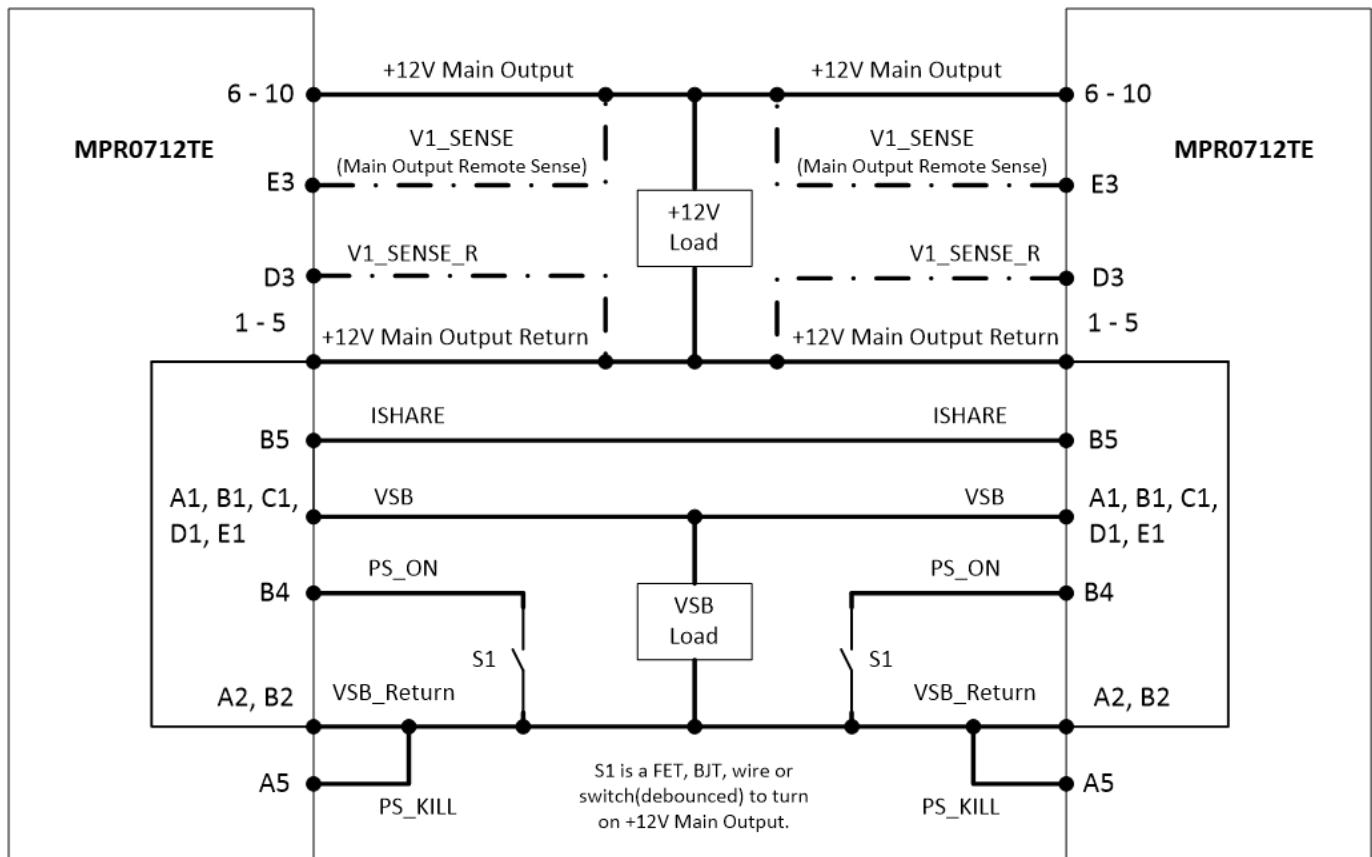 +12V Main Output
+12V Main Output
6 - 10
6 - 10
MPR0712TE
MPR0712TE
V1_SENSE
(Main Output Remote Sense)
V1_SENSE
(Main Output Remote Sense)
E3
E3
+12V
Load
V1_SENSE_R
V1_SENSE_R
D3
D3
1 - 5
1 - 5
+12V Main Output Return
+12V Main Output Return
ISHARE
ISHARE
B5
B5
A1, B1, C1,
D1, E1
VSB
VSB
A1, B1, C1,
D1, E1
PS_ON
PS_ON
B4
B4
VSB
Load
S1
S1
A2, B2
VSB_Return
VSB_Return
A2, B2
A5
PS_KILL
S1 is a FET, BJT, wire or
switch(debounced) to turn
on +12V Main Output.
PS_KILL
A5